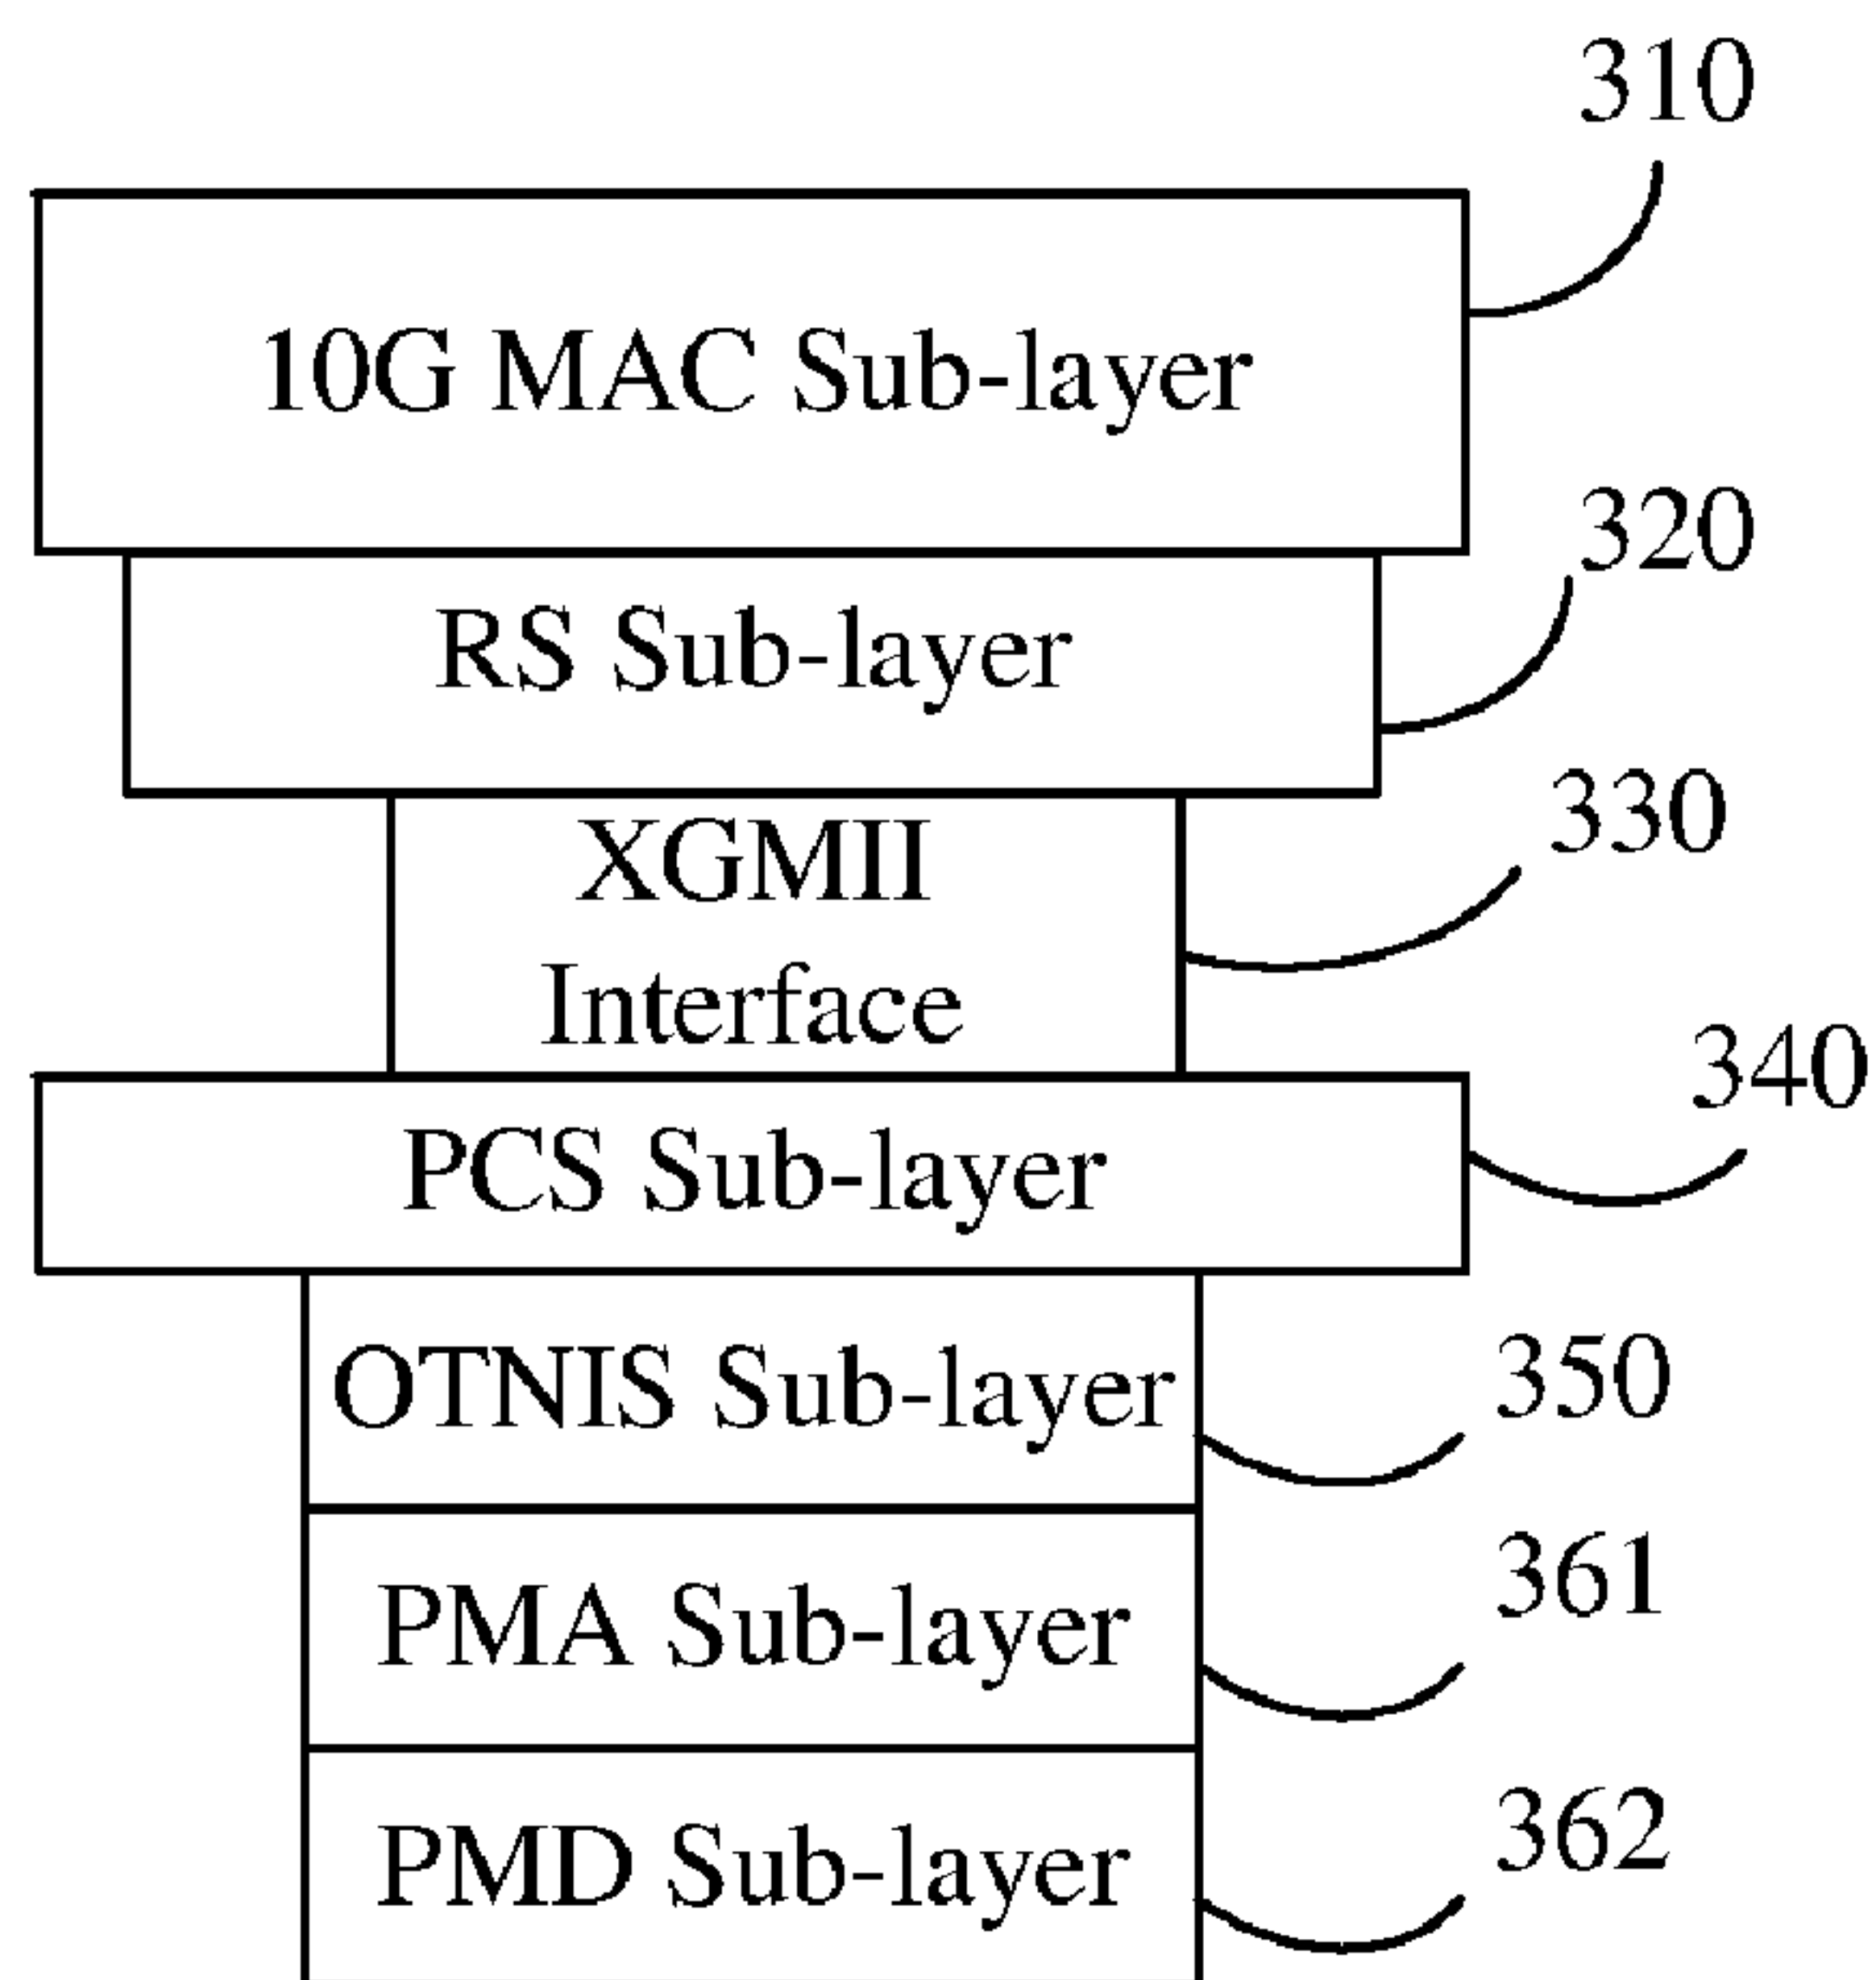 310
10G MAC Sub-layer
320
RS Sub-layer
330
XGMII
Interface
340
PCS Sub-layer
350
OTNIS Sub-layer
361
PMA Sub-layer
362
PMD Sub-layer